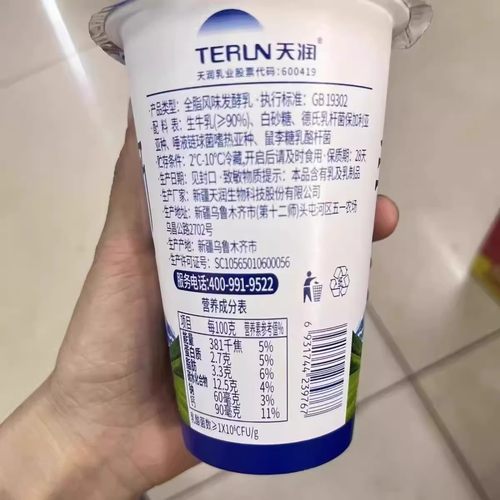 TERUN天润®
天润乳业股票代码:600419
·产品类型: 全脂风味发酵乳·执行标准: GB 19302
·配料表: 生牛乳(≥90%)、白砂糖、德氏乳杆菌保加利亚
亚种、唾液链球菌嗜热亚种、鼠李糖乳酪杆菌
·贮存条件: 2℃-10℃冷藏,开启后请及时食用·保质期: 28天
·生产日期: 见封口·致敏物质提示: 本品含有乳及乳制品
·生产厂家: 新疆天润生物科技股份有限公司
·生产地址: 新疆乌鲁木齐市(第十二师)头屯河区五一农场
乌昌公路2702号
·生产产地: 新疆乌鲁木齐市
·生产许可证号: SC10565010600056
服务电话:400-991-9522
营养成分表
项目 每100克 营养素参考值%
能量 381千焦 5%
蛋白质 2.7克 5%
脂肪 3.3克 6%
碳水化合物 12.5克 4%
钠 60毫克 3%
钙 90毫克 11%
乳酸菌数≥1X10⁶CFU/g
6 931744 239767